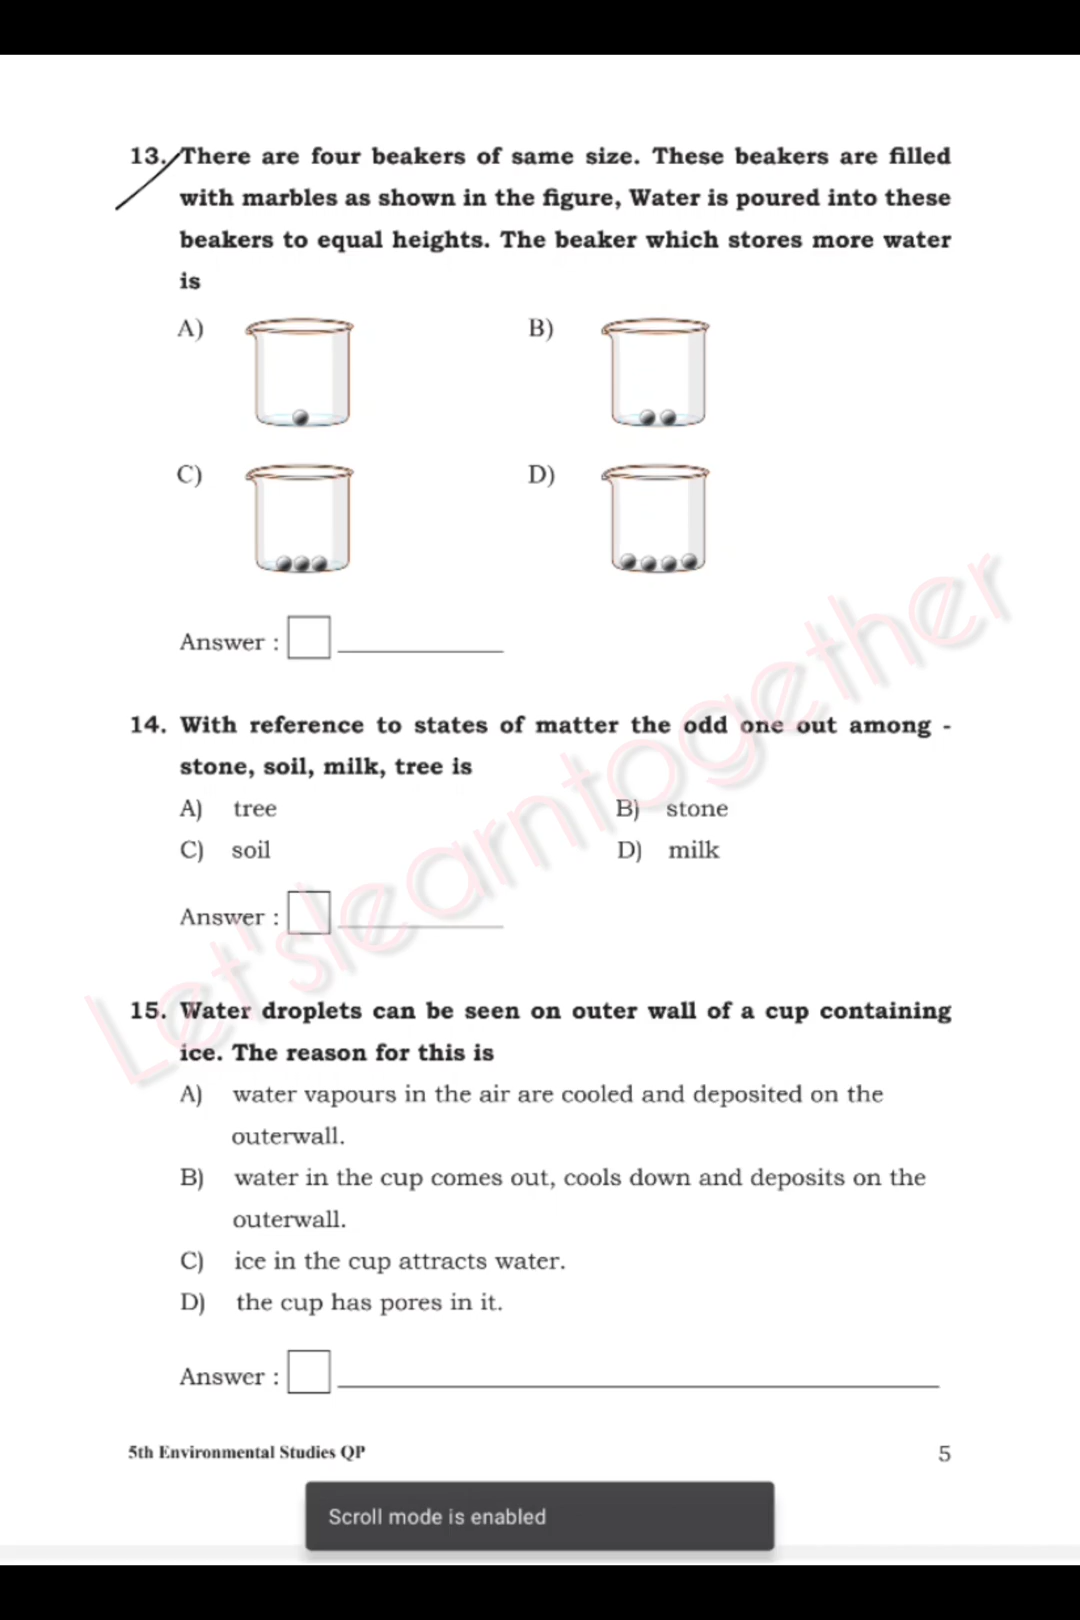 13. There are four beakers of same size. These beakers are filled
with marbles as shown in the figure, Water is poured into these
beakers to equal heights. The beaker which stores more water
is
A) B)
C) D)
Answer :
14. With reference to states of matter the odd one out among -
stone, soil, milk, tree is
A) tree B) stone
C) soil D) milk
Answer :
Let'slearntogether
15. Water droplets can be seen on outer wall of a cup containing
ice. The reason for this is
A) water vapours in the air are cooled and deposited on the
outerwall.
B) water in the cup comes out, cools down and deposits on the
outerwall.
C) ice in the cup attracts water.
D) the cup has pores in it.
Answer :
5th Environmental Studies QP 5
Scroll mode is enabled